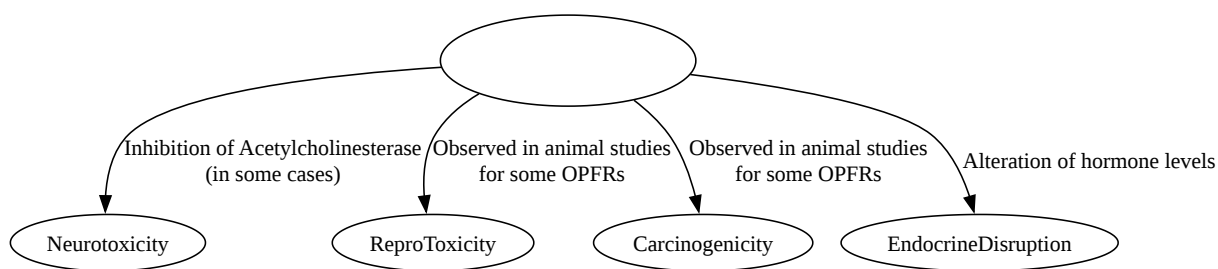 Inhibition of Acetylcholinesterase
(in some cases)
Observed in animal studies
for some OPFRs
Observed in animal studies
for some OPFRs
Alteration of hormone levels
Neurotoxicity
ReproToxicity
Carcinogenicity
EndocrineDisruption